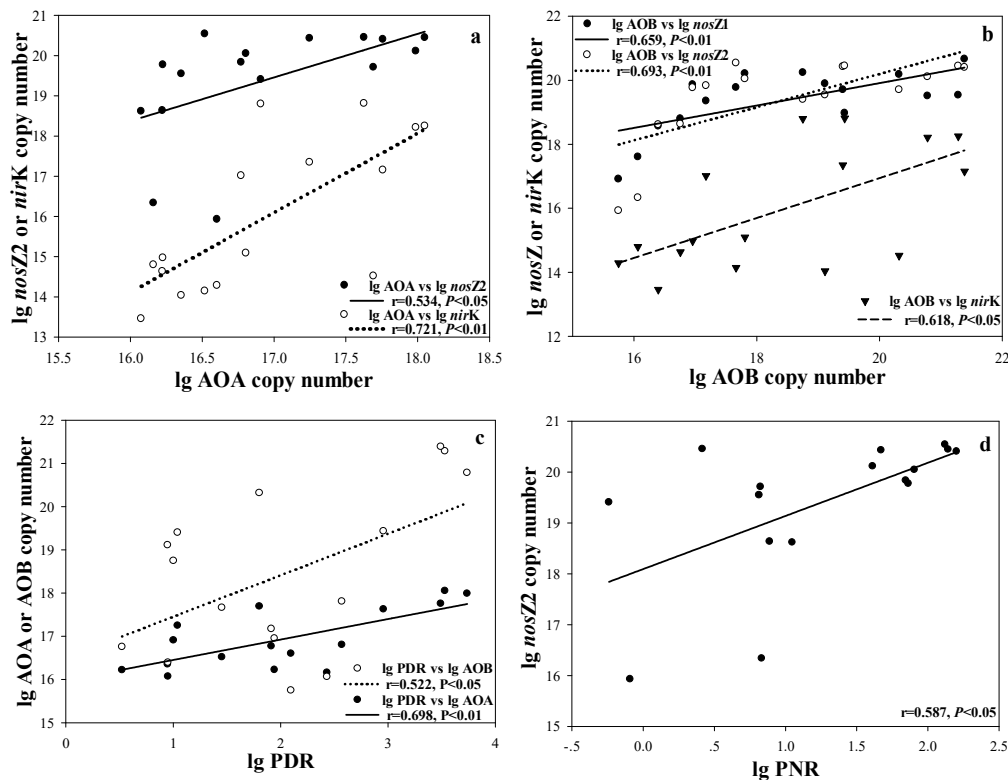 a
lg nosZ2 or nirK copy number
21
20
19
18
17
16
15
14
13
lg AOA vs lg nosZ2
r=0.534, P<0.05
lg AOA vs lg nirK
r=0.721, P<0.01
15.5
16.0
16.5
17.0
17.5
18.0
18.5
lg AOA copy number
b
lg nosZ or nirK copy number
22
20
18
16
14
12
lg AOB vs lg nosZ1
r=0.659, P<0.01
lg AOB vs lg nosZ2
r=0.693, P<0.01
lg AOB vs lg nirK
r=0.618, P<0.05
16
18
20
22
lg AOB copy number
c
lg AOA or AOB copy number
22
21
20
19
18
17
16
15
lg PDR vs lg AOB
r=0.522, P<0.05
lg PDR vs lg AOA
r=0.698, P<0.01
0
1
2
3
4
lg PDR
d
lg nosZ2 copy number
21
20
19
18
17
16
15
r=0.587, P<0.05
-.5
0.0
.5
1.0
1.5
2.0
2.5
lg PNR